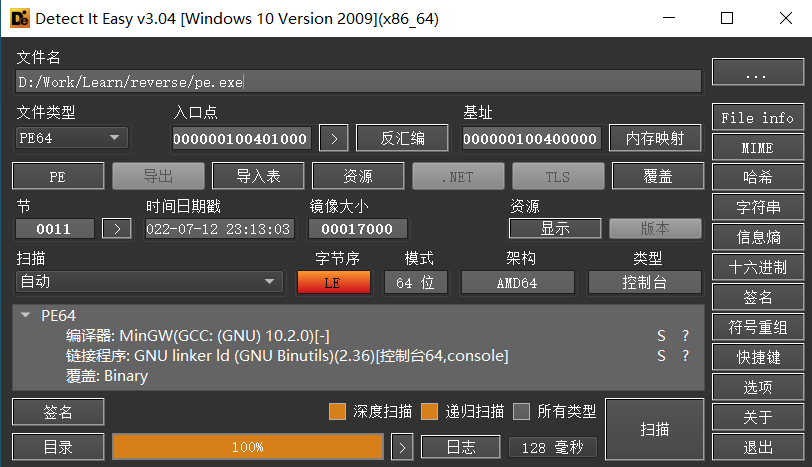 Detect It Easy v3.04 [Windows 10 Version 2009](x86_64)
文件名
D:/Work/Learn/reverse/pe.exe
...
文件类型 入口点 基址
PE64 000000100401000 > 反汇编 000000100400000 内存映射
File info
MIME
PE 导出 导入表 资源 .NET TLS 覆盖
哈希
节 时间日期戳 镜像大小 资源
字符串
0011 > 022-07-12 23:13:03 00017000 显示 版本
信息熵
扫描 字节序 模式 架构 类型
十六进制
自动 LE 64 位 AMD64 控制台
签名
PE64
符号重组
编译器: MinGW(GCC: (GNU) 10.2.0)[-] S ?
链接程序: GNU linker ld (GNU Binutils)(2.36)[控制台64,console] S ?
快捷键
覆盖: Binary
选项
签名 深度扫描 递归扫描 所有类型 扫描
关于
目录 100% > 日志 128 毫秒
退出